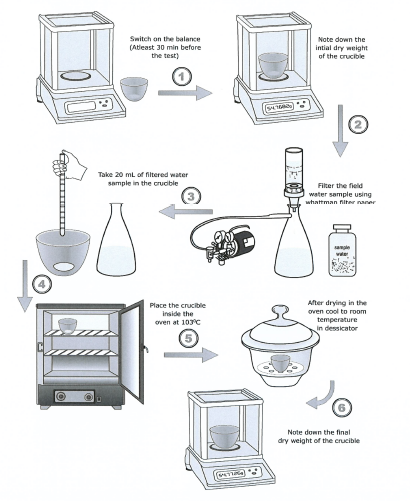 Switch on the balance
(Atleast 30 min before
the test)
1
Note down the
intial dry weight
of the crucible
2
Filter the field
water sample using
whattman filter paper
sample
water
3
Take 20 mL of filtered water
sample in the crucible
4
Place the crucible
inside the
oven at 103⁰C
5
After drying in the
oven cool to room
temperature
in dessicator
6
Note down the final
dry weight of the crucible